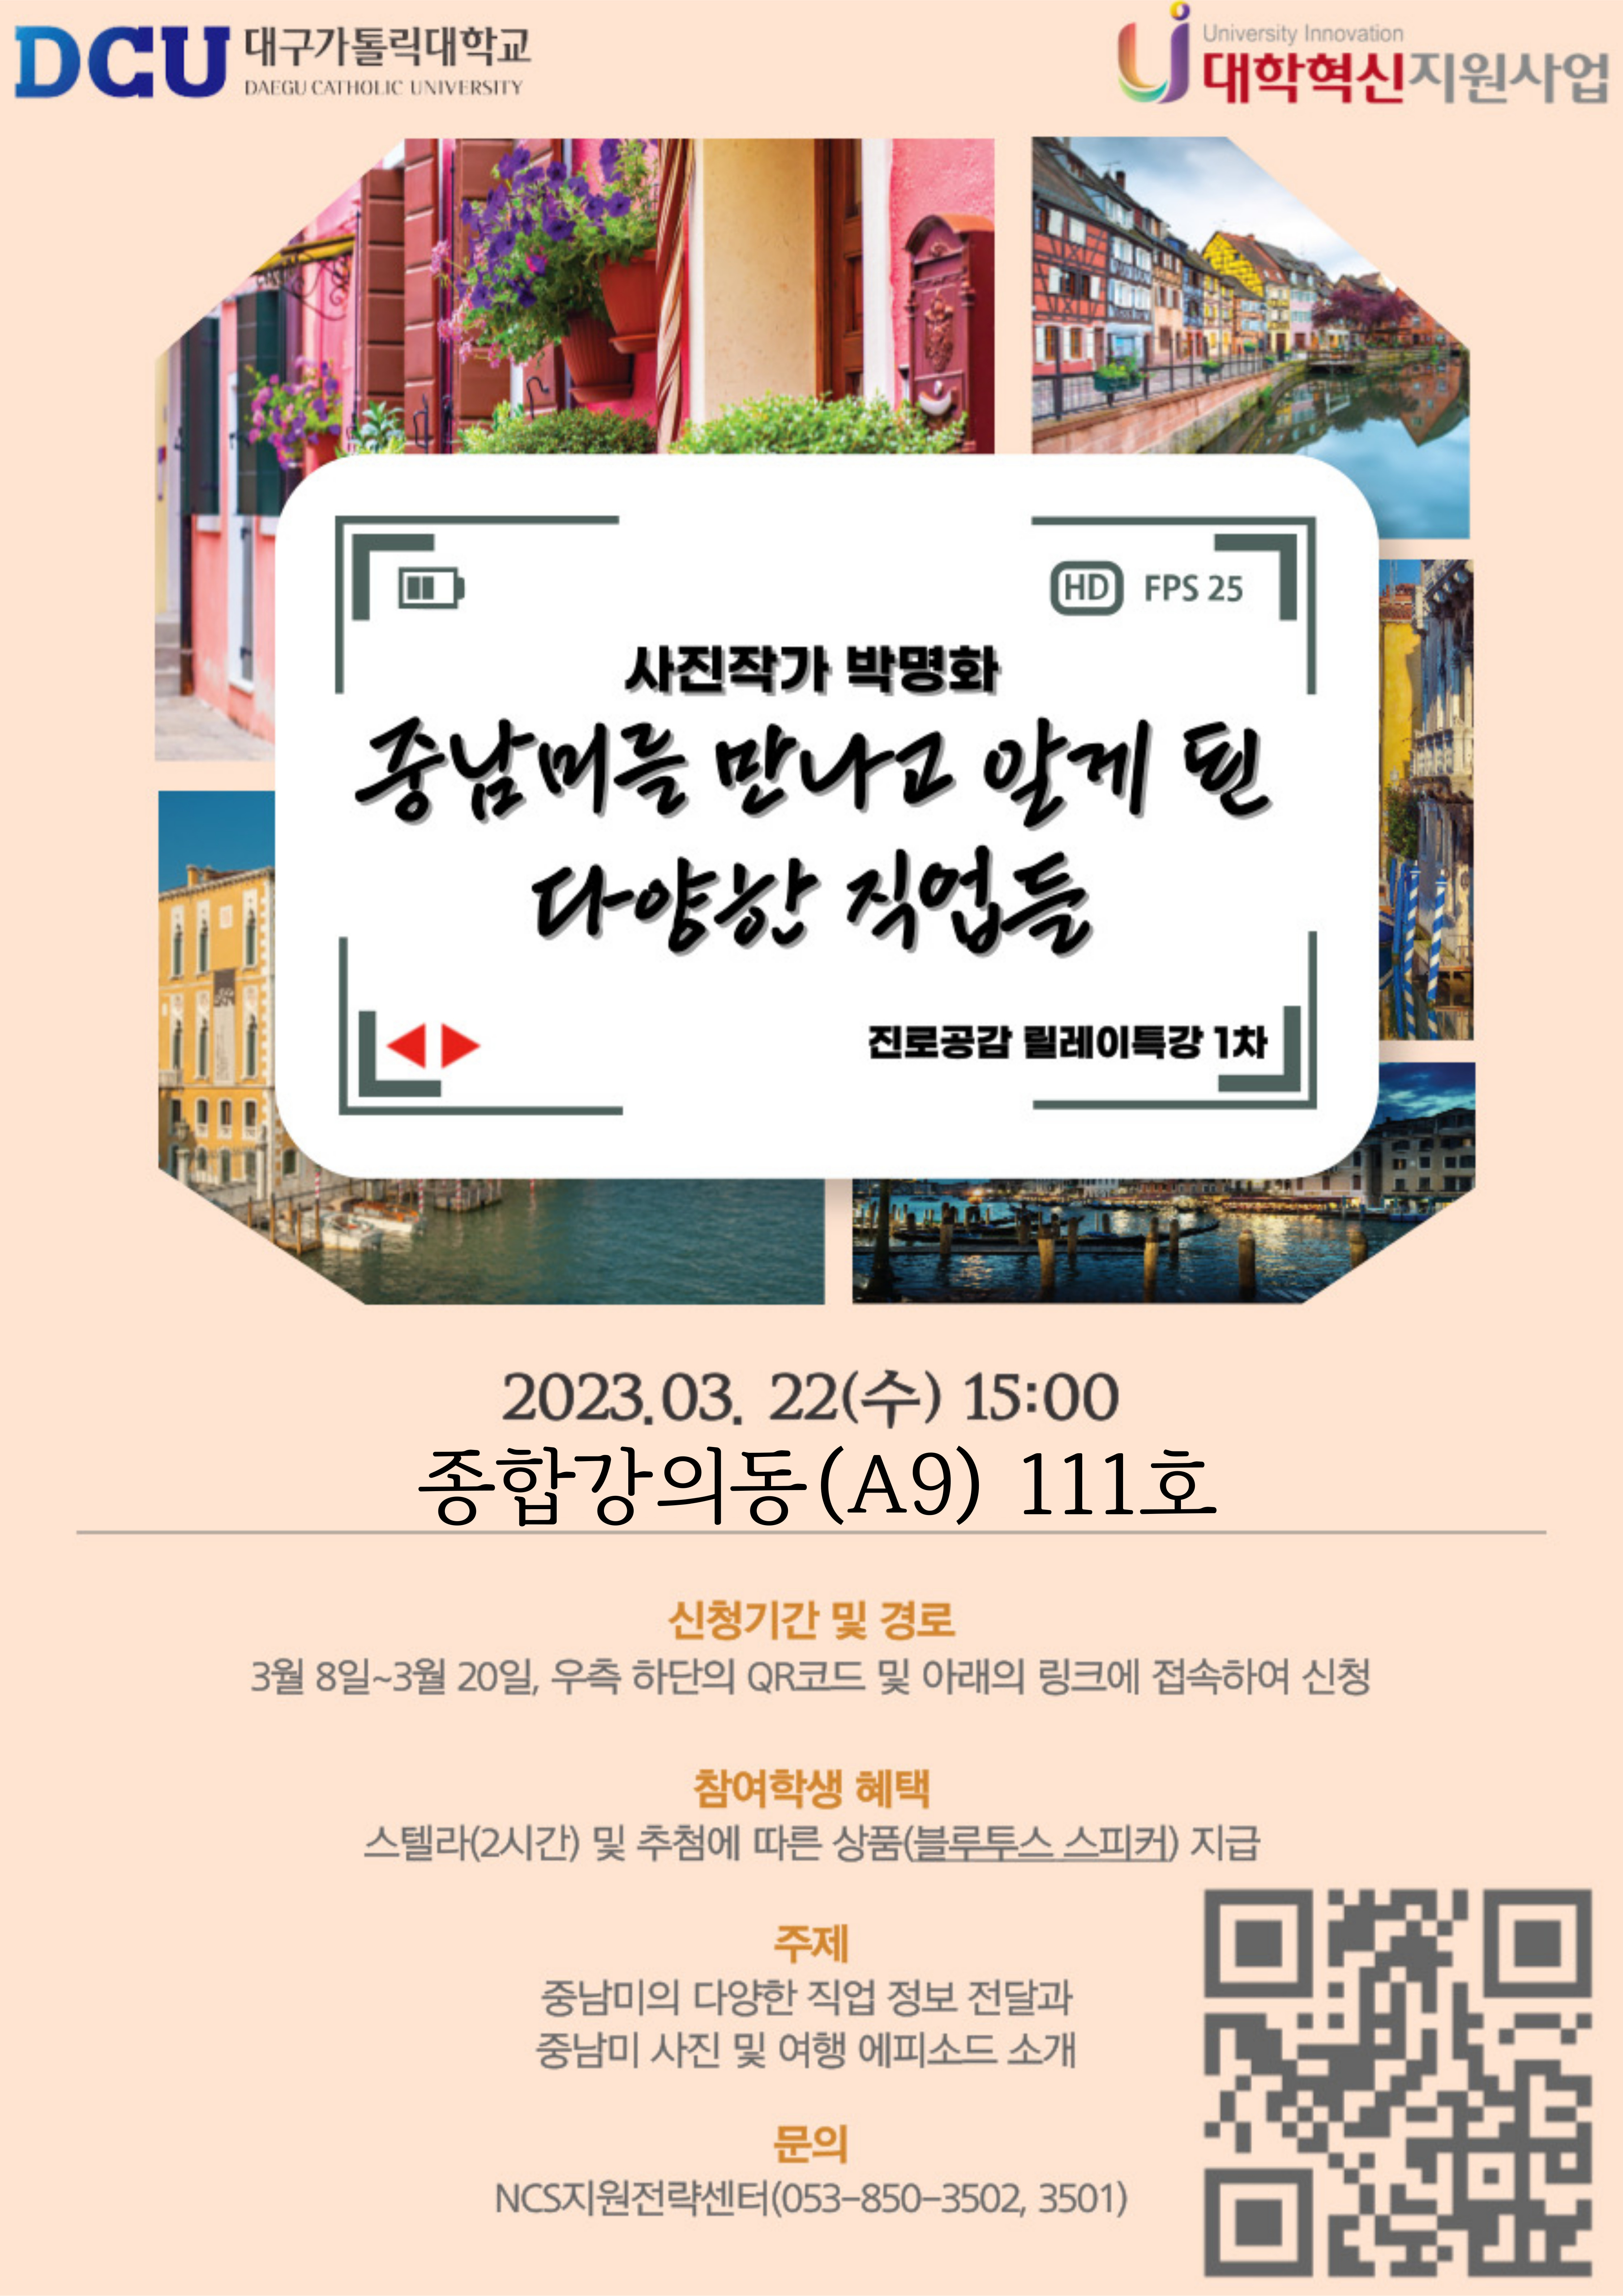 DCU 대구가톨릭대학교
DAEGU CATHOLIC UNIVERSITY
University Innovation
대학혁신지원사업
HD FPS 25
사진작가 박명화
중남미를 만나고 알게 된
다양한 직업들
진로공감 릴레이특강 1차
2023.03. 22(수) 15:00
종합강의동(A9) 111호
신청기간 및 경로
3월 8일~3월 20일, 우측 하단의 QR코드 및 아래의 링크에 접속하여 신청
참여학생 혜택
스텔라(2시간) 및 추첨에 따른 상품(블루투스 스피커) 지급
주제
중남미의 다양한 직업 정보 전달과
중남미 사진 및 여행 에피소드 소개
문의
NCS지원전략센터(053-850-3502, 3501)